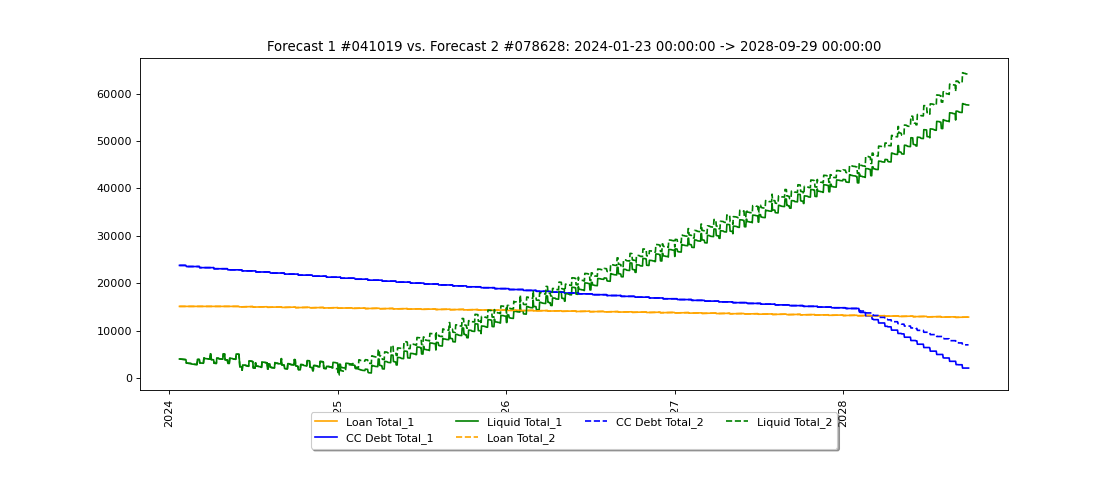 Forecast 1 #041019 vs. Forecast 2 #078628: 2024-01-23 00:00:00 -> 2028-09-29 00:00:00
60000
50000
40000
30000
20000
10000
0
2024
25
26
27
2028
Loan Total_1
Liquid Total_1
CC Debt Total_2
Liquid Total_2
CC Debt Total_1
Loan Total_2